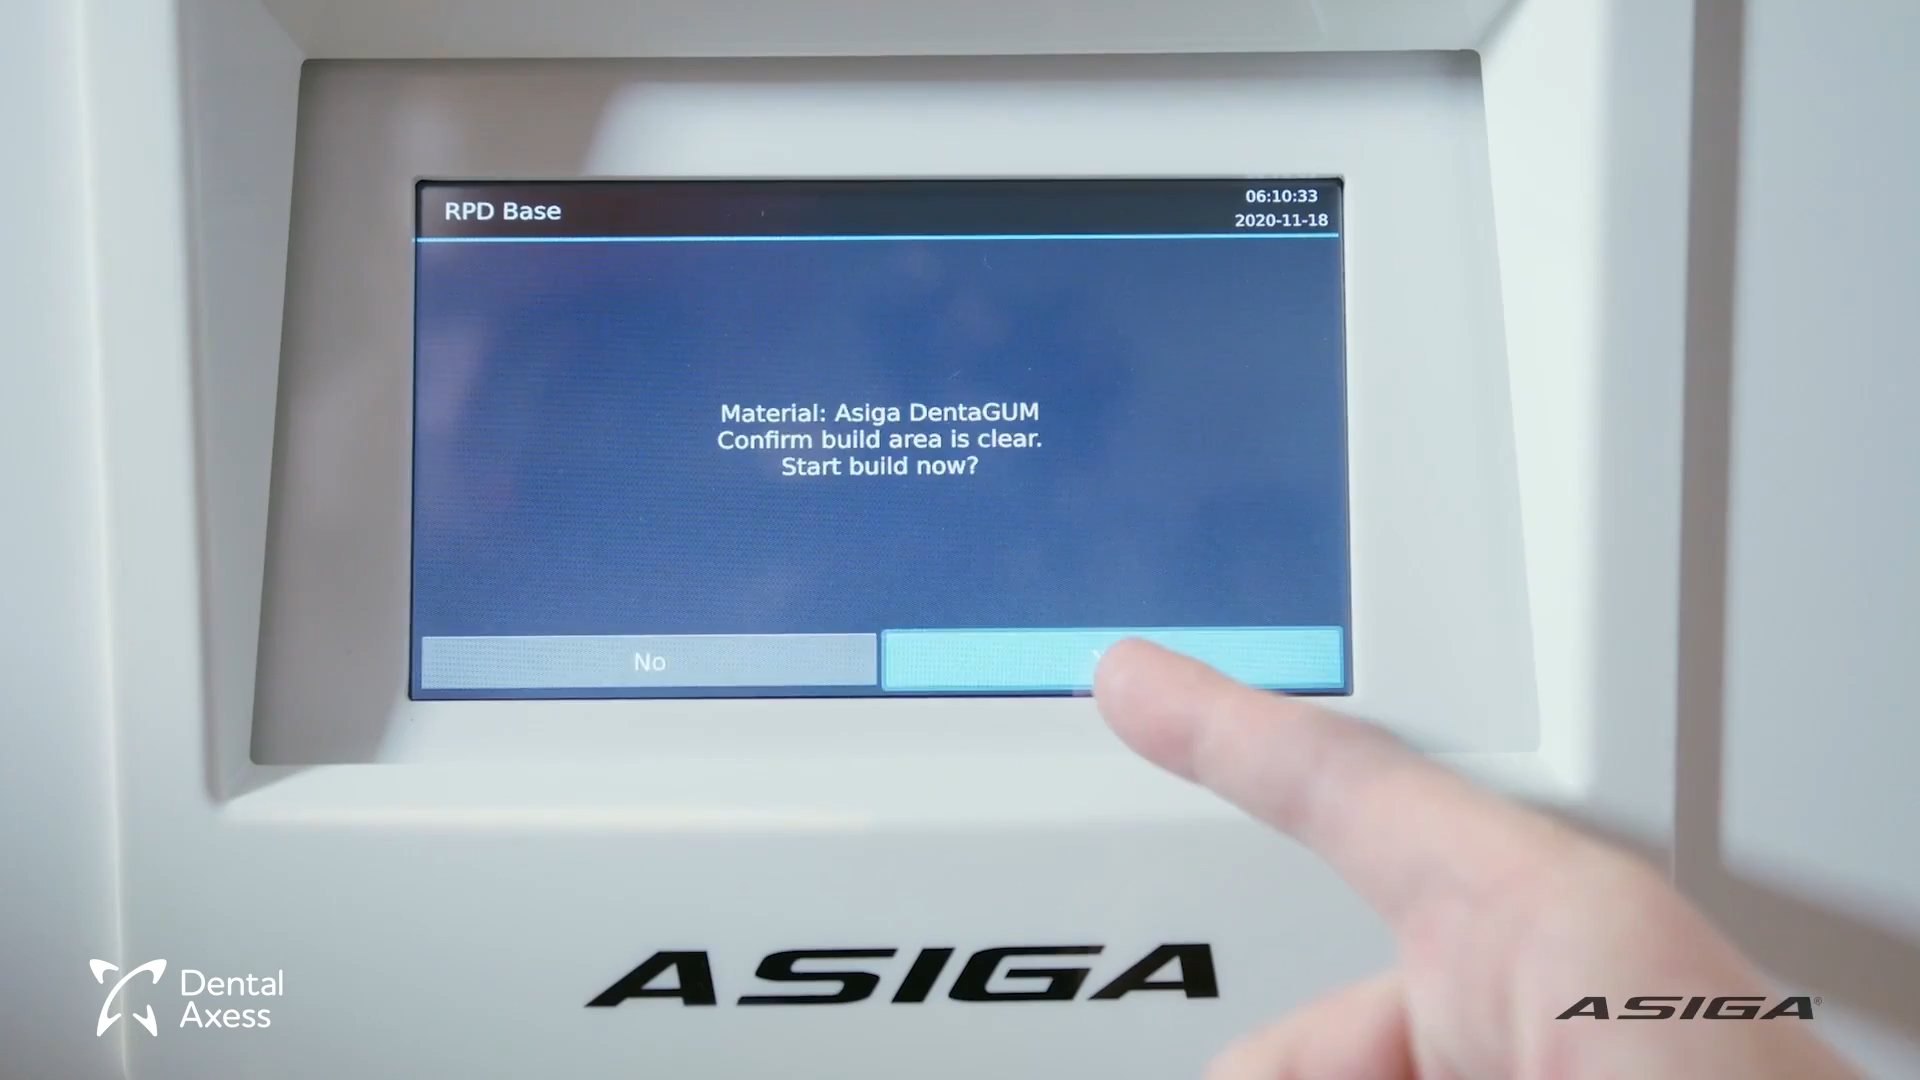 RPD Base
06:10:33
2020-11-18
Material: Asiga DentaGUM
Confirm build area is clear.
Start build now?
No
ASIGA
Dental
Axess
ASIGA®